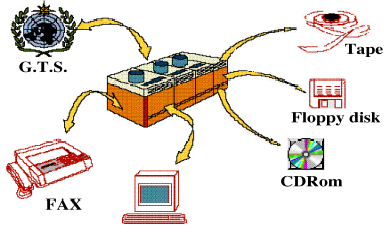 G.T.S.
Tape
Floppy disk
CDRom
FAX